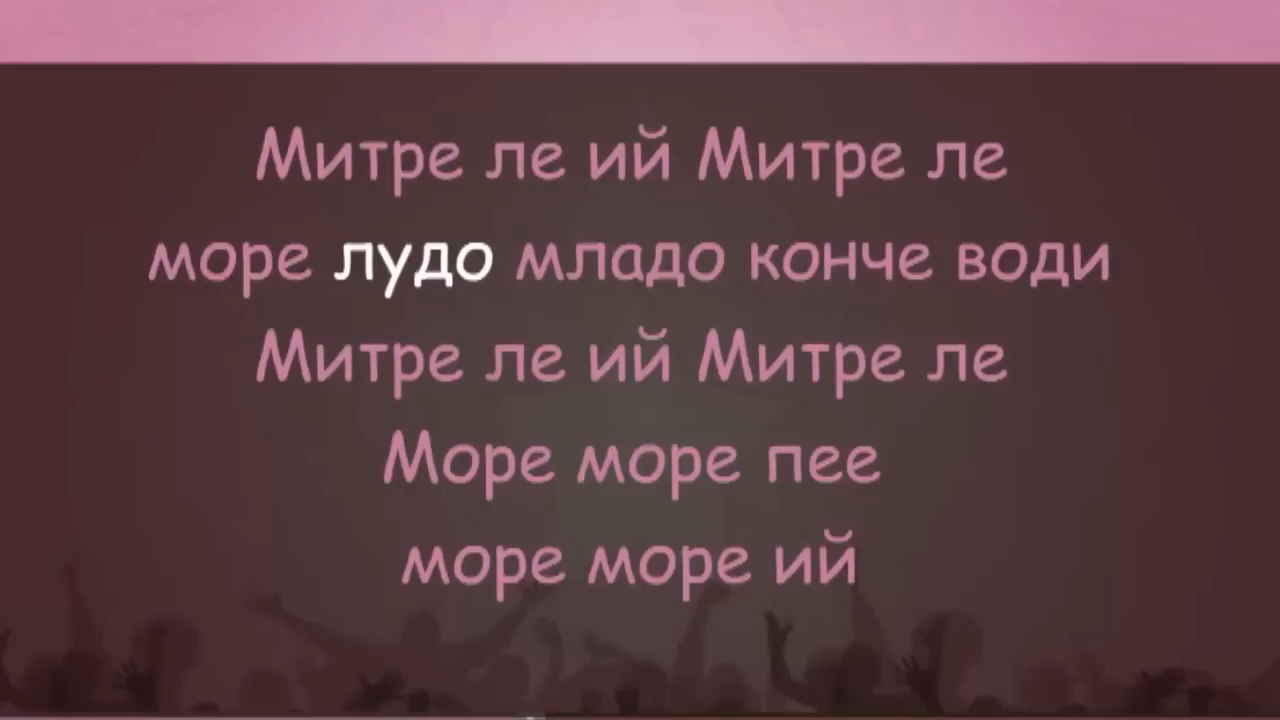 Митре ле ий Митре ле
море лудо младо конче води
Митре ле ий Митре ле
Море море пее
море море ий